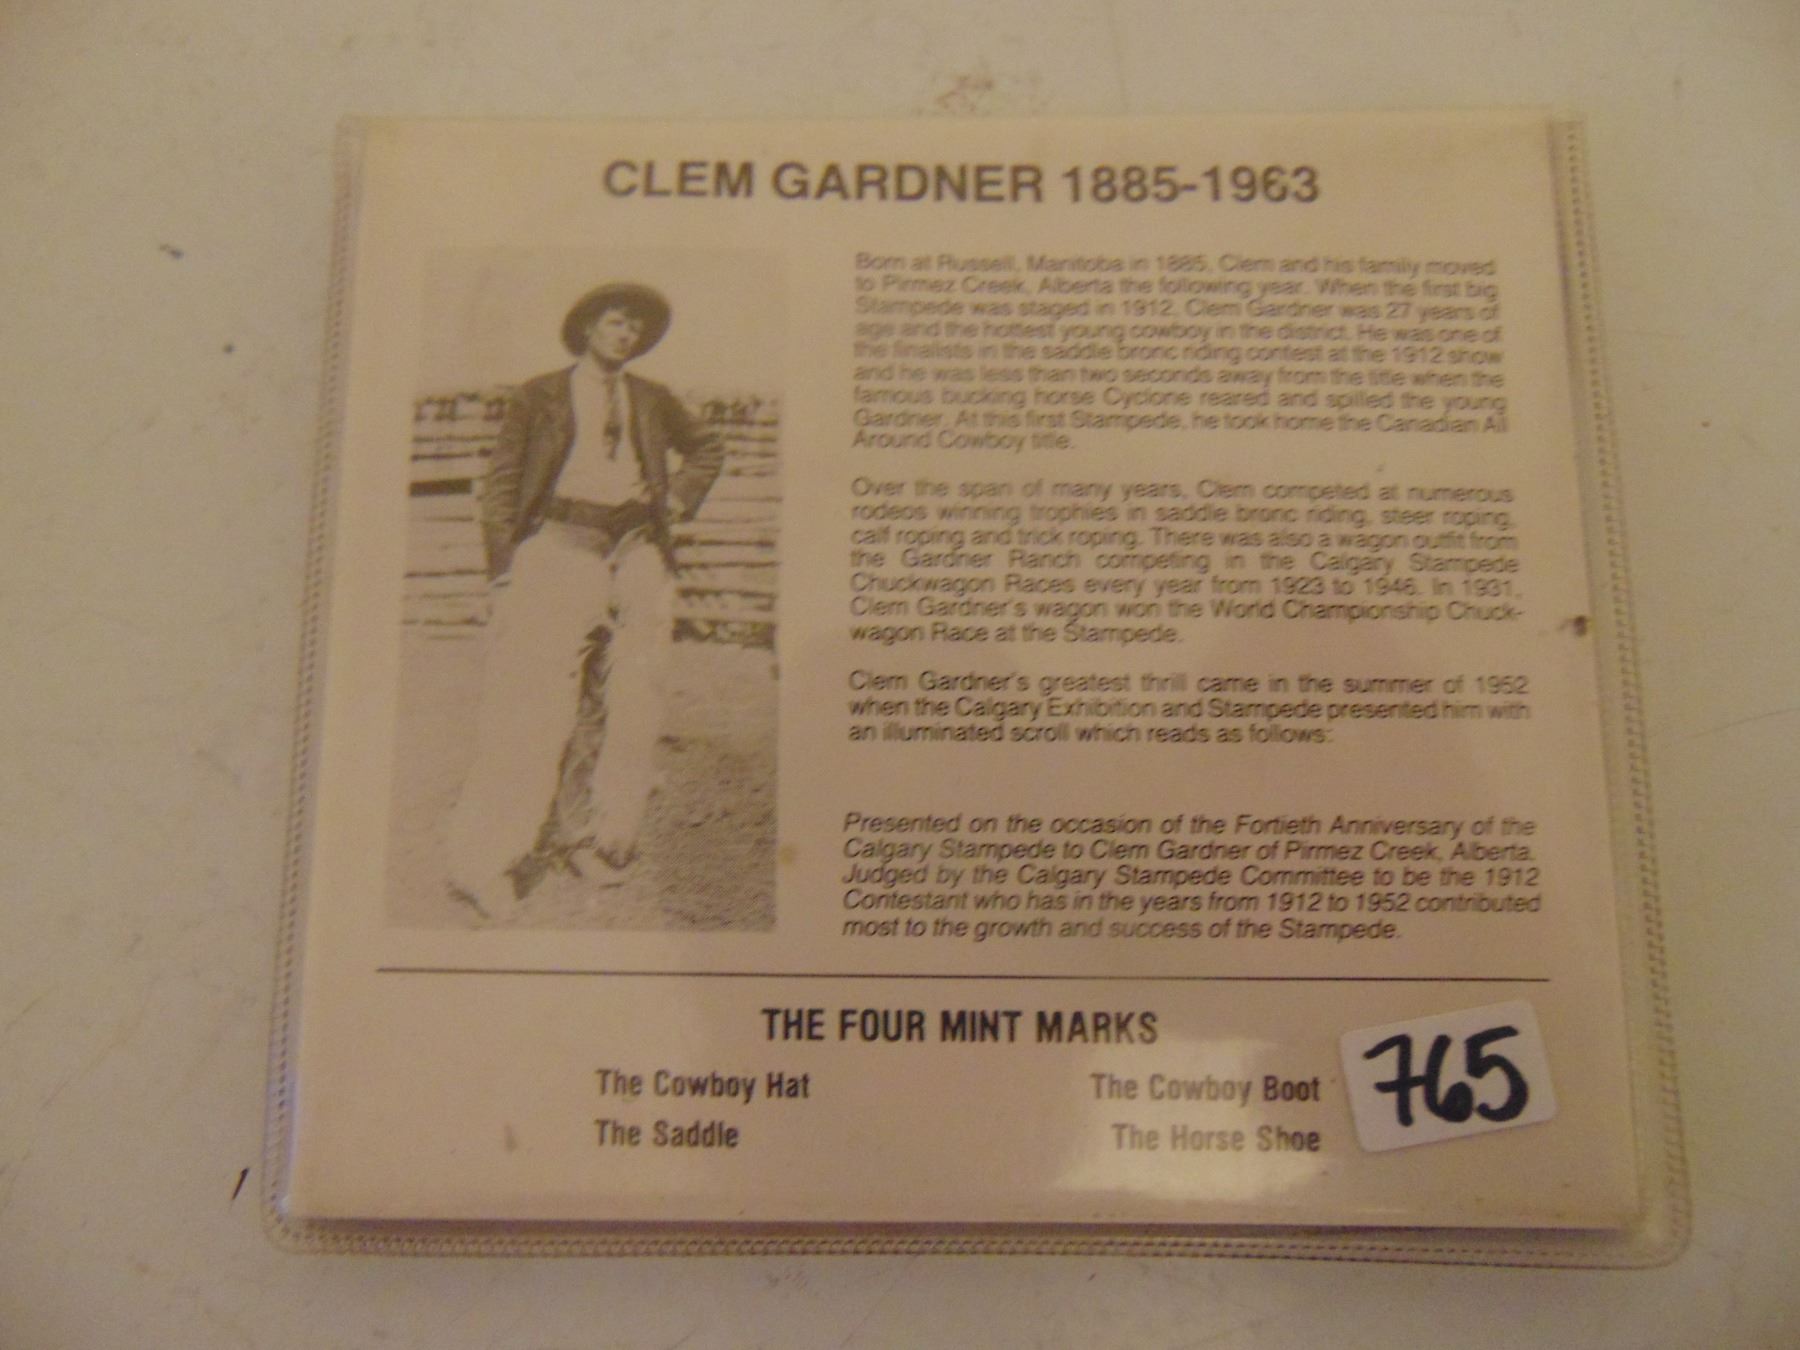 CLEM GARDNER 1885-1963
Born at Russell, Manitoba in 1885, Clem and his family moved
to Pirmez Creek, Alberta the following year. When the first big
Stampede was staged in 1912, Clem Gardner was 27 years of
age and the hottest young cowboy in the district. He was one of
the finalists in the saddle bronc riding contest at the 1912 show
and he was less than two seconds away from the title when the
famous bucking horse Cyclone reared and spilled the young
Gardner. At this first Stampede, he took home the Canadian All
Around Cowboy title.
Over the span of many years, Clem competed at numerous
rodeos winning trophies in saddle bronc riding, steer roping,
calf roping and trick roping. There was also a wagon outfit from
the Gardner Ranch competing in the Calgary Stampede
Chuckwagon Races every year from 1923 to 1946. In 1931,
Clem Gardner's wagon won the World Championship Chuck-
wagon Race at the Stampede.
Clem Gardner's greatest thrill came in the summer of 1952
when the Calgary Exhibition and Stampede presented him with
an illuminated scroll which reads as follows:
Presented on the occasion of the Fortieth Anniversary of the
Calgary Stampede to Clem Gardner of Pirmez Creek, Alberta.
Judged by the Calgary Stampede Committee to be the 1912
Contestant who has in the years from 1912 to 1952 contributed
most to the growth and success of the Stampede.
THE FOUR MINT MARKS
The Cowboy Hat The Cowboy Boot
The Saddle The Horse Shoe
765